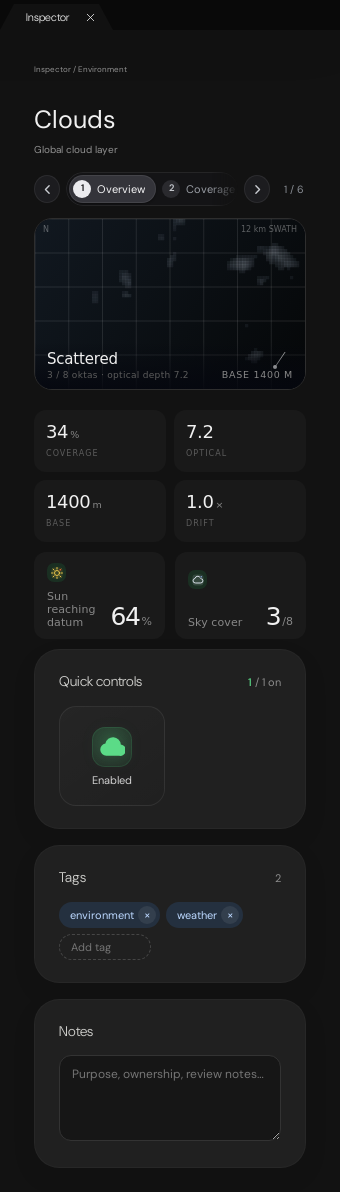 Inspector
Inspector / Environment
Clouds
Global cloud layer
1 Overview 2 Coverage 1 / 6
N 12 km SWATH
Scattered
3 / 8 oktas · optical depth 7.2 BASE 1400 M
34 % 7.2
COVERAGE OPTICAL
1400 m 1.0 ×
BASE DRIFT
Sun
reaching
datum 64 % Sky cover 3 /8
Quick controls 1 / 1 on
Enabled
Tags 2
environment × weather ×
Add tag
Notes
Purpose, ownership, review notes...